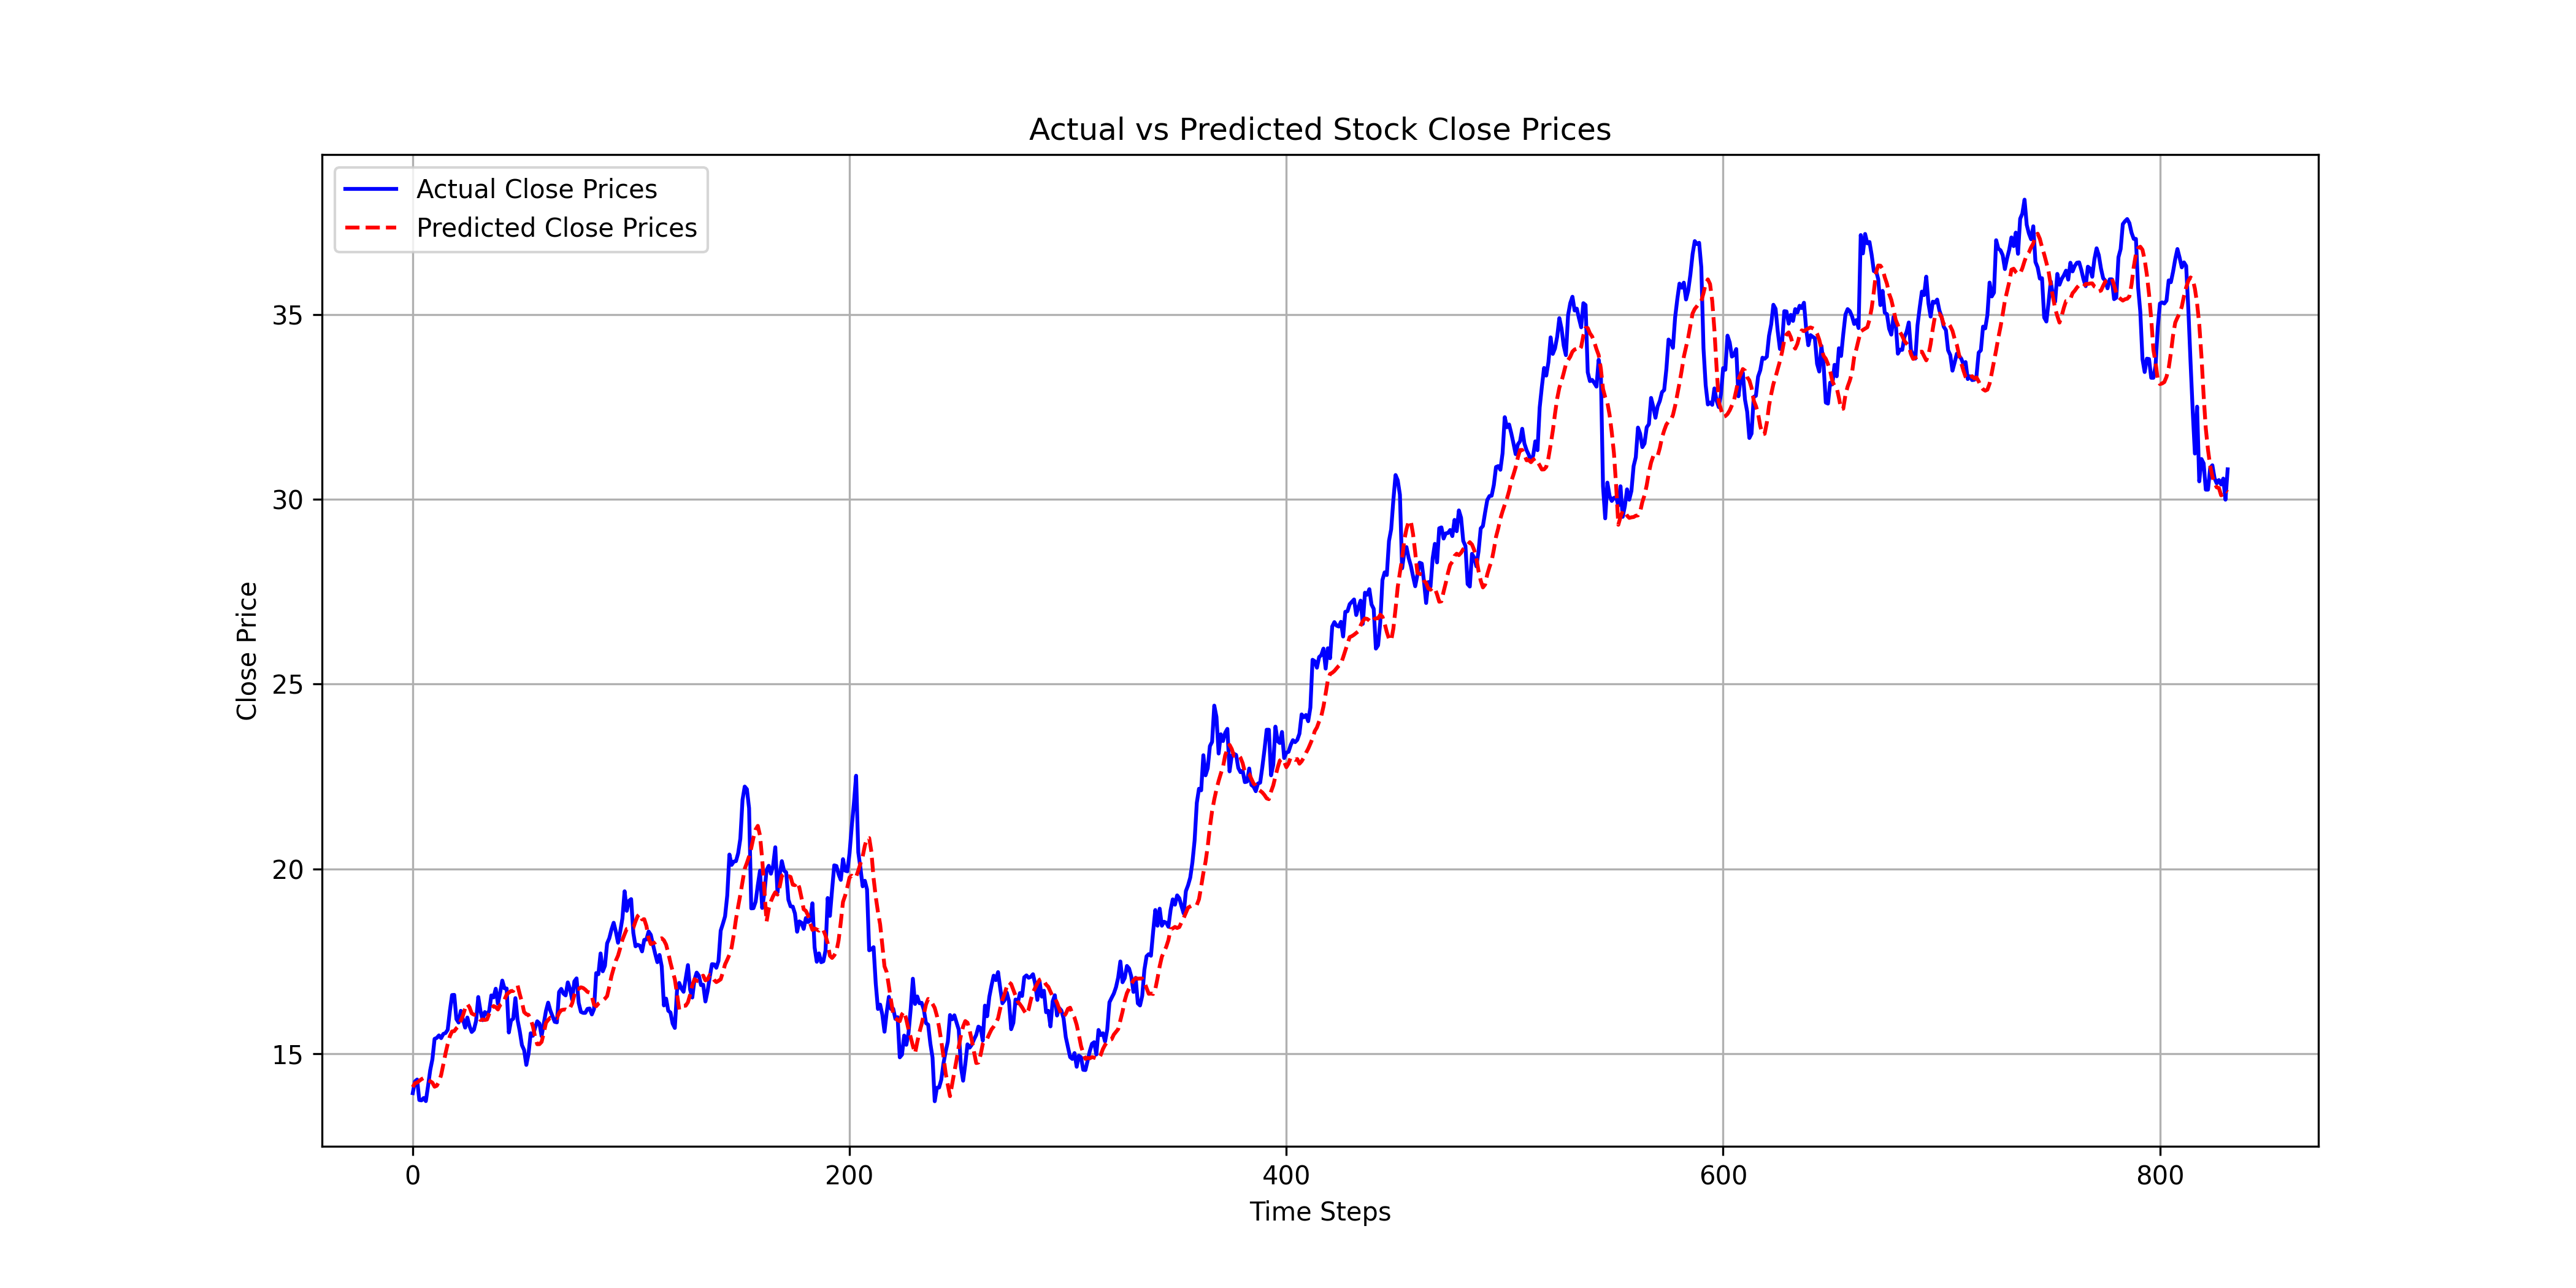 Actual vs Predicted Stock Close Prices
Actual Close Prices
Predicted Close Prices
Close Price
35
30
25
20
15
0 200 400 600 800
Time Steps